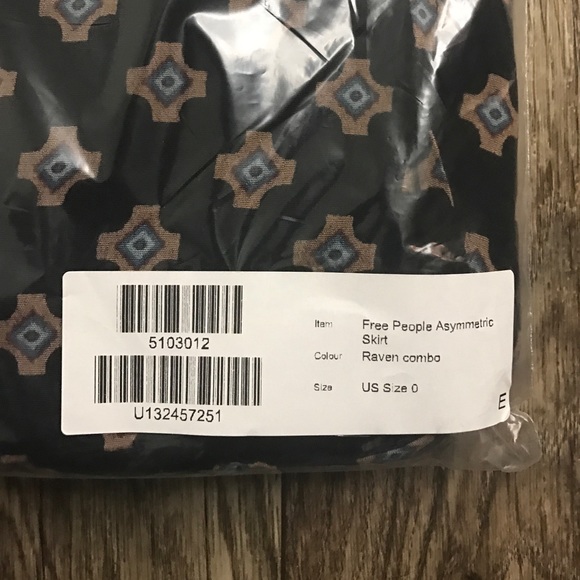 5103012
U132457251
Item Free People Asymmetric
Skirt
Colour Raven combo
Size US Size 0
E